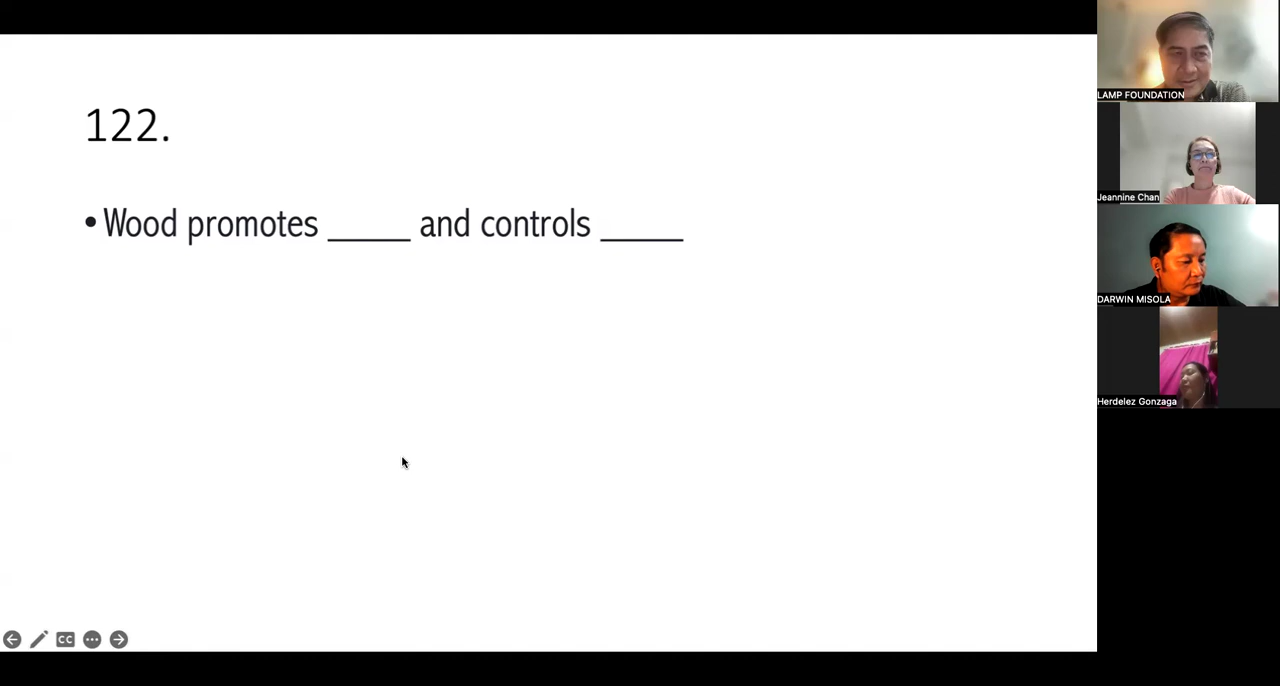 122.
• Wood promotes _____ and controls _____
LAMP FOUNDATION
Jeannine Chan
DARWIN MISOLA
Herdelez Gonzaga
CC